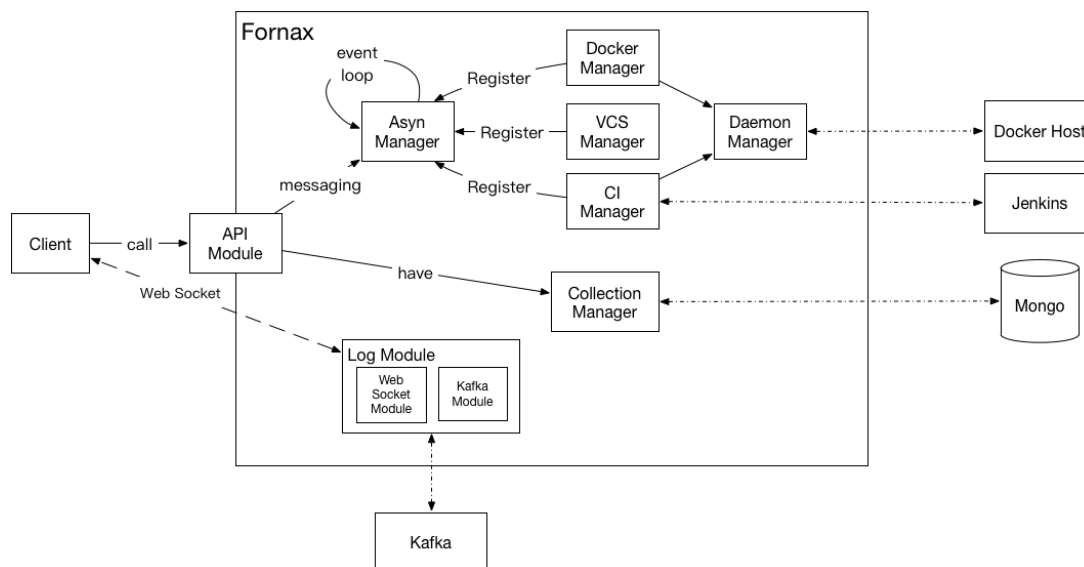 Fornax
event
loop
Register
Docker
Manager
Asyn
Manager
Register
VCS
Manager
Daemon
Manager
Docker Host
messaging
Register
CI
Manager
Jenkins
Client
call
API
Module
have
Web Socket
Collection
Manager
Mongo
Log Module
Web
Socket
Module
Kafka
Module
Kafka